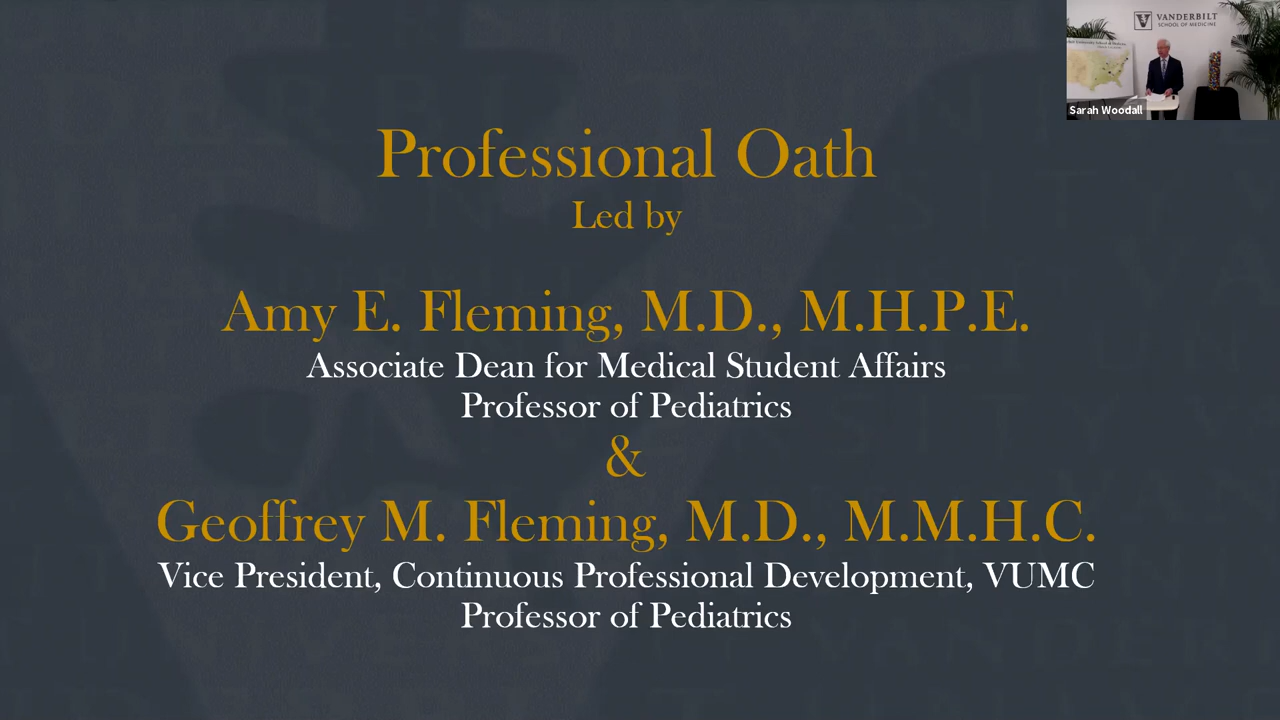 Professional Oath
Led by
Amy E. Fleming, M.D., M.H.P.E.
Associate Dean for Medical Student Affairs
Professor of Pediatrics
&
Geoffrey M. Fleming, M.D., M.M.H.C.
Vice President, Continuous Professional Development, VUMC
Professor of Pediatrics
VANDERBILT
SCHOOL OF MEDICINE
Sarah Woodall